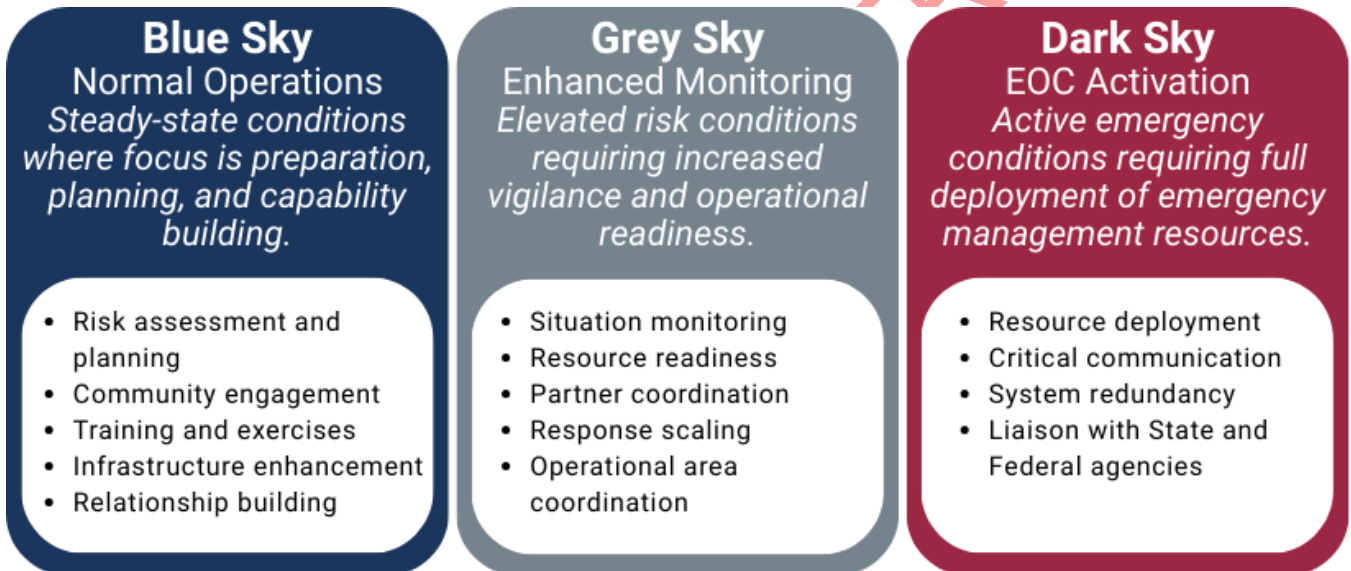 Blue Sky
Normal Operations
Steady-state conditions
where focus is preparation,
planning, and capability
building.
• Risk assessment and
planning
• Community engagement
• Training and exercises
• Infrastructure enhancement
• Relationship building
Grey Sky
Enhanced Monitoring
Elevated risk conditions
requiring increased
vigilance and operational
readiness.
• Situation monitoring
• Resource readiness
• Partner coordination
• Response scaling
• Operational area
coordination
Dark Sky
EOC Activation
Active emergency
conditions requiring full
deployment of emergency
management resources.
• Resource deployment
• Critical communication
• System redundancy
• Liaison with State and
Federal agencies